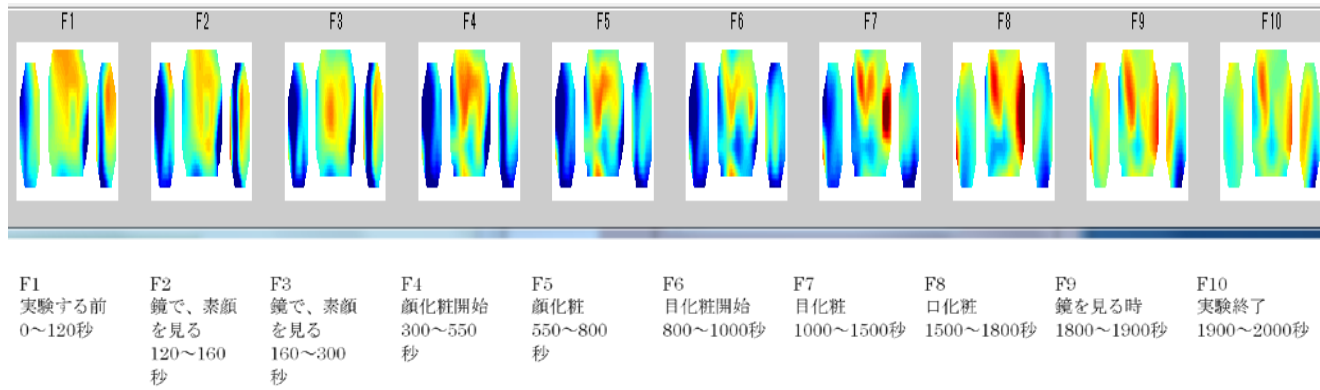 F1 F2 F3 F4 F5 F6 F7 F8 F9 F10
F1
実験する前
0～120秒
F2
鏡で、素顔
を見る
120～160
秒
F3
鏡で、素顔
を見る
160～300
秒
F4
顔化粧開始
300～550
秒
F5
顔化粧
550～800
秒
F6
目化粧開始
800～1000秒
F7
目化粧
1000～1500秒
F8
口化粧
1500～1800秒
F9
鏡を見る時
1800～1900秒
F10
実験終了
1900～2000秒